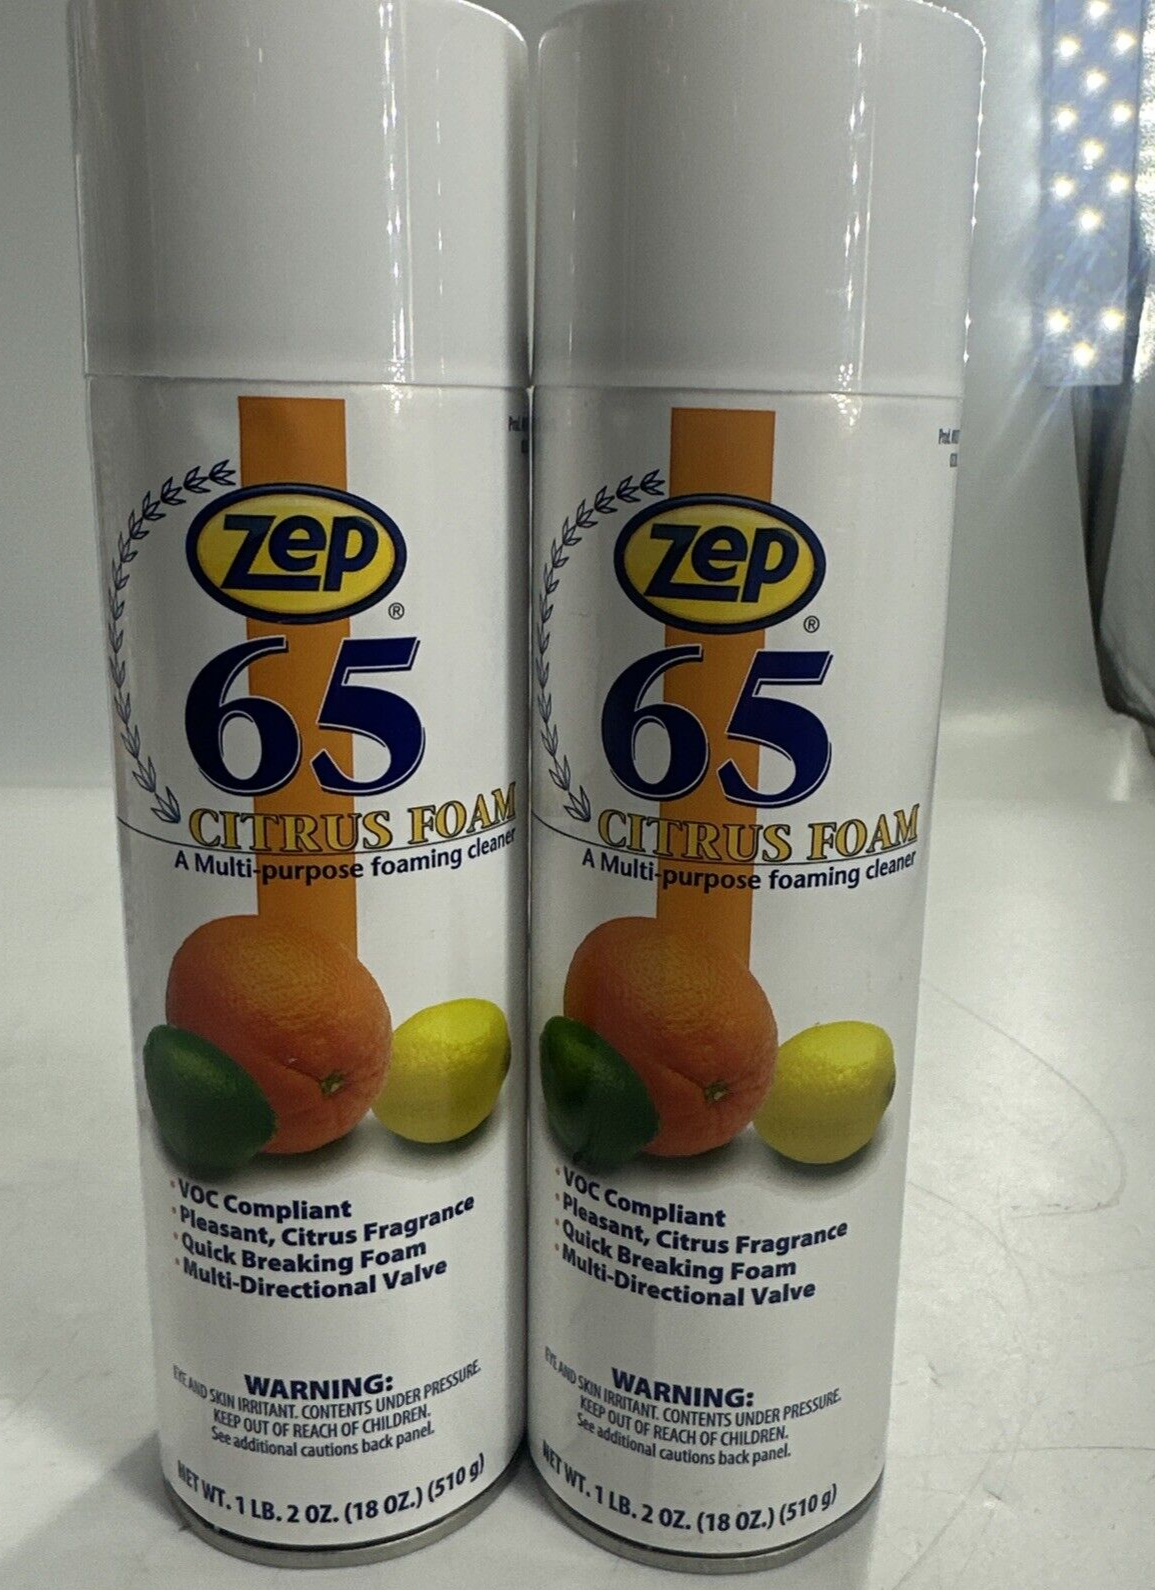 zep
®
65
CITRUS FOAM
A Multi-purpose foaming cleaner
• VOC Compliant
• Pleasant, Citrus Fragrance
• Quick Breaking Foam
• Multi-Directional Valve
WARNING:
EYE AND SKIN IRRITANT. CONTENTS UNDER PRESSURE.
KEEP OUT OF REACH OF CHILDREN.
See additional cautions back panel.
NET WT. 1 LB. 2 OZ. (18 OZ.) (510 g)
Prod.
zep
®
65
CITRUS FOAM
A Multi-purpose foaming cleaner
• VOC Compliant
• Pleasant, Citrus Fragrance
• Quick Breaking Foam
• Multi-Directional Valve
WARNING:
EYE AND SKIN IRRITANT. CONTENTS UNDER PRESSURE.
KEEP OUT OF REACH OF CHILDREN.
See additional cautions back panel.
NET WT. 1 LB. 2 OZ. (18 OZ.) (510 g)
Prod.